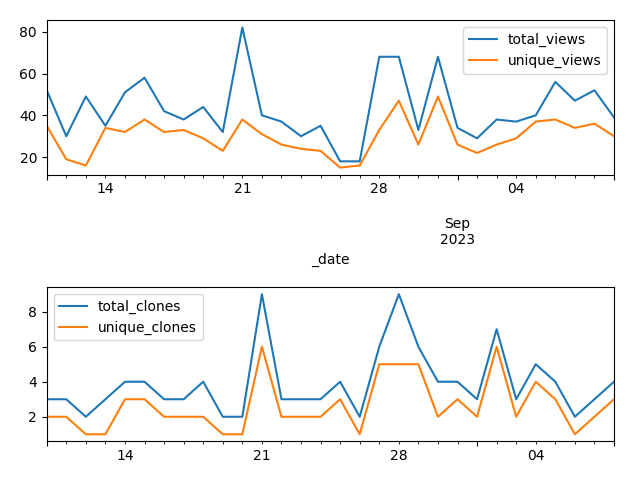 80
60
40
20
total_views
unique_views
14
21
28
04
Sep
2023
_date
8
6
4
2
total_clones
unique_clones
14
21
28
04